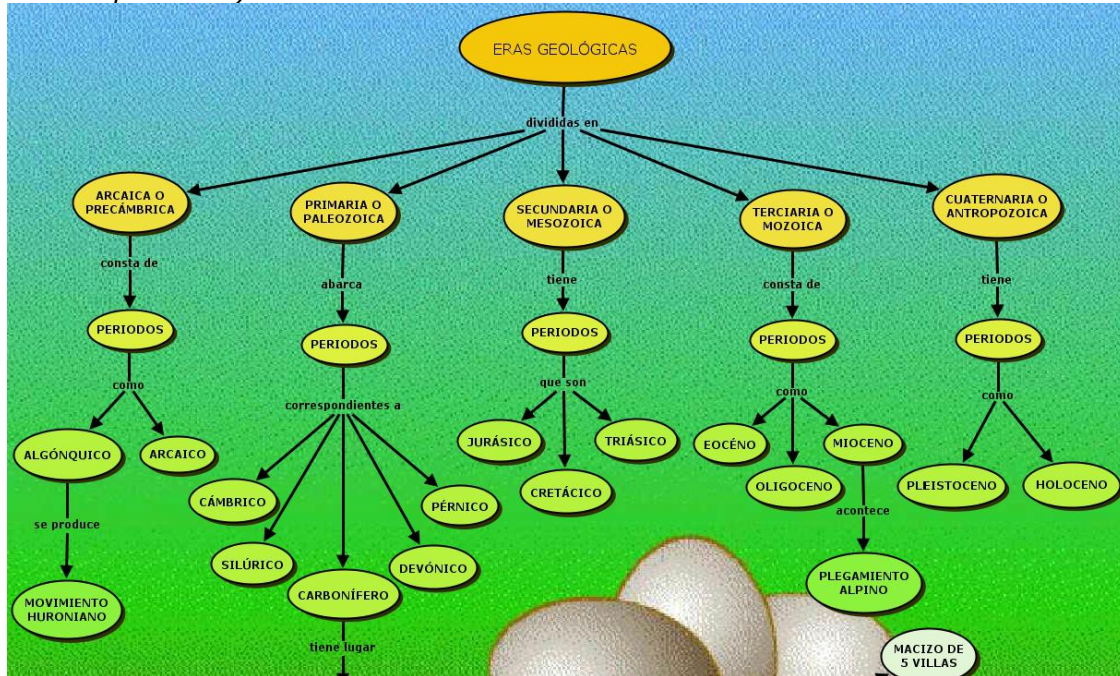 ERAS GEOLÓGICAS
divididas en
ARCAICA O
PRECÁMBRICA
PRIMARIA O
PALEOZOICA
SECUNDARIA O
MESOZOICA
TERCIARIA O
MOZOICA
CUATERNARIA O
ANTROPOZOICA
consta de
abarca
tiene
consta de
tiene
PERIODOS
PERIODOS
PERIODOS
PERIODOS
PERIODOS
como
correspondientes a
que son
como
como
ALGÓNQUICO
ARCAICO
CÁMBRICO
SILÚRICO
CARBONÍFERO
DEVÓNICO
PÉRNICO
JURÁSICO
CRETÁCICO
TRIÁSICO
EOCÉNO
OLIGOCENO
MIOCENO
PLEISTOCENO
HOLOCENO
se produce
acontece
MOVIMIENTO
HURONIANO
PLEGAMIENTO
ALPINO
tiene lugar
MACIZO DE
5 VILLAS